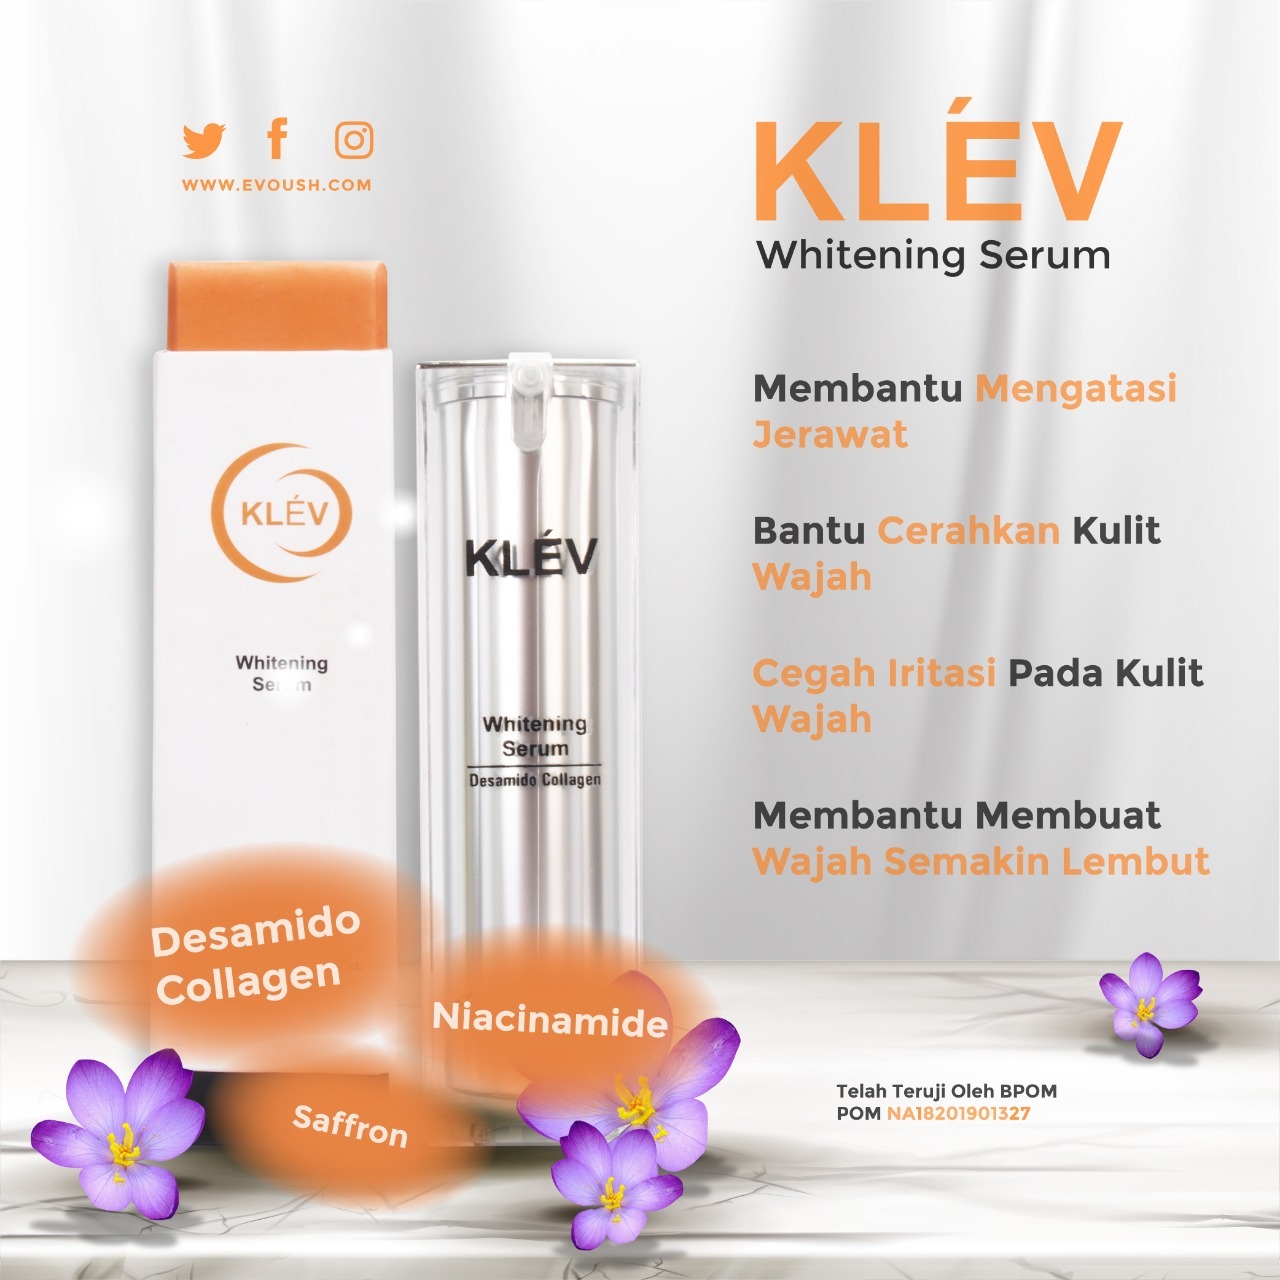 WWW.EVOUSH.COM
KLÉV
Whitening Serum
Membantu Mengatasi
Jerawat
Bantu Cerahkan Kulit
Wajah
Cegah Iritasi Pada Kulit
Wajah
Membantu Membuat
Wajah Semakin Lembut
KLÉV
Whitening
Serum
KLÉV
Whitening
Serum
Desamido Collagen
Desamido
Collagen
Niacinamide
Saffron
Telah Teruji Oleh BPOM
POM NA18201901327